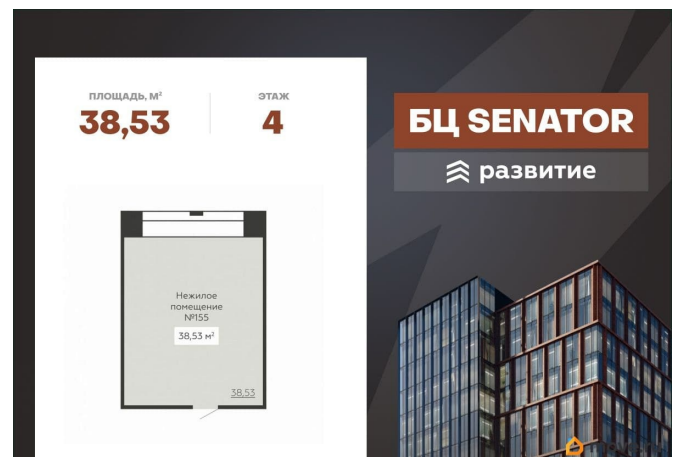 ПЛОЩАДЬ, М²
ЭТАЖ
38,53
4
Нежилое
помещение
№155
38,53 м²
38,53
БЦ SENATOR
развитие